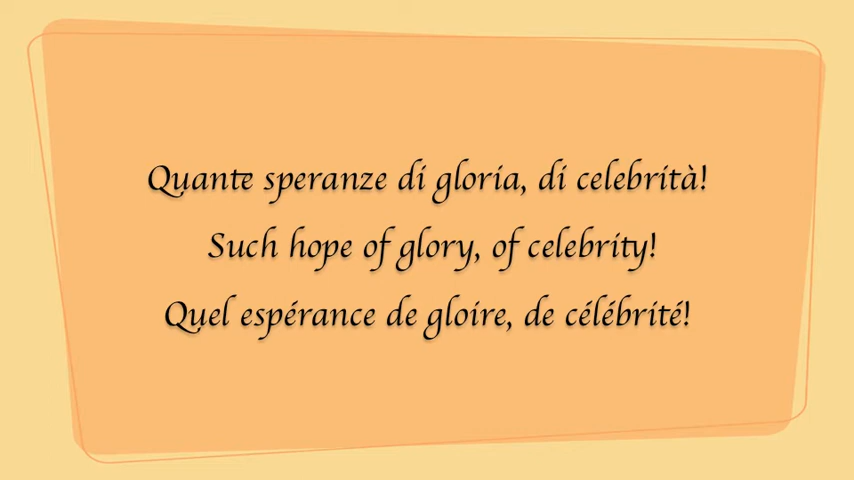 Quante speranze di gloria, di celebrità!
Such hope of glory, of celebrity!
Quel espérance de gloire, de célébrité!